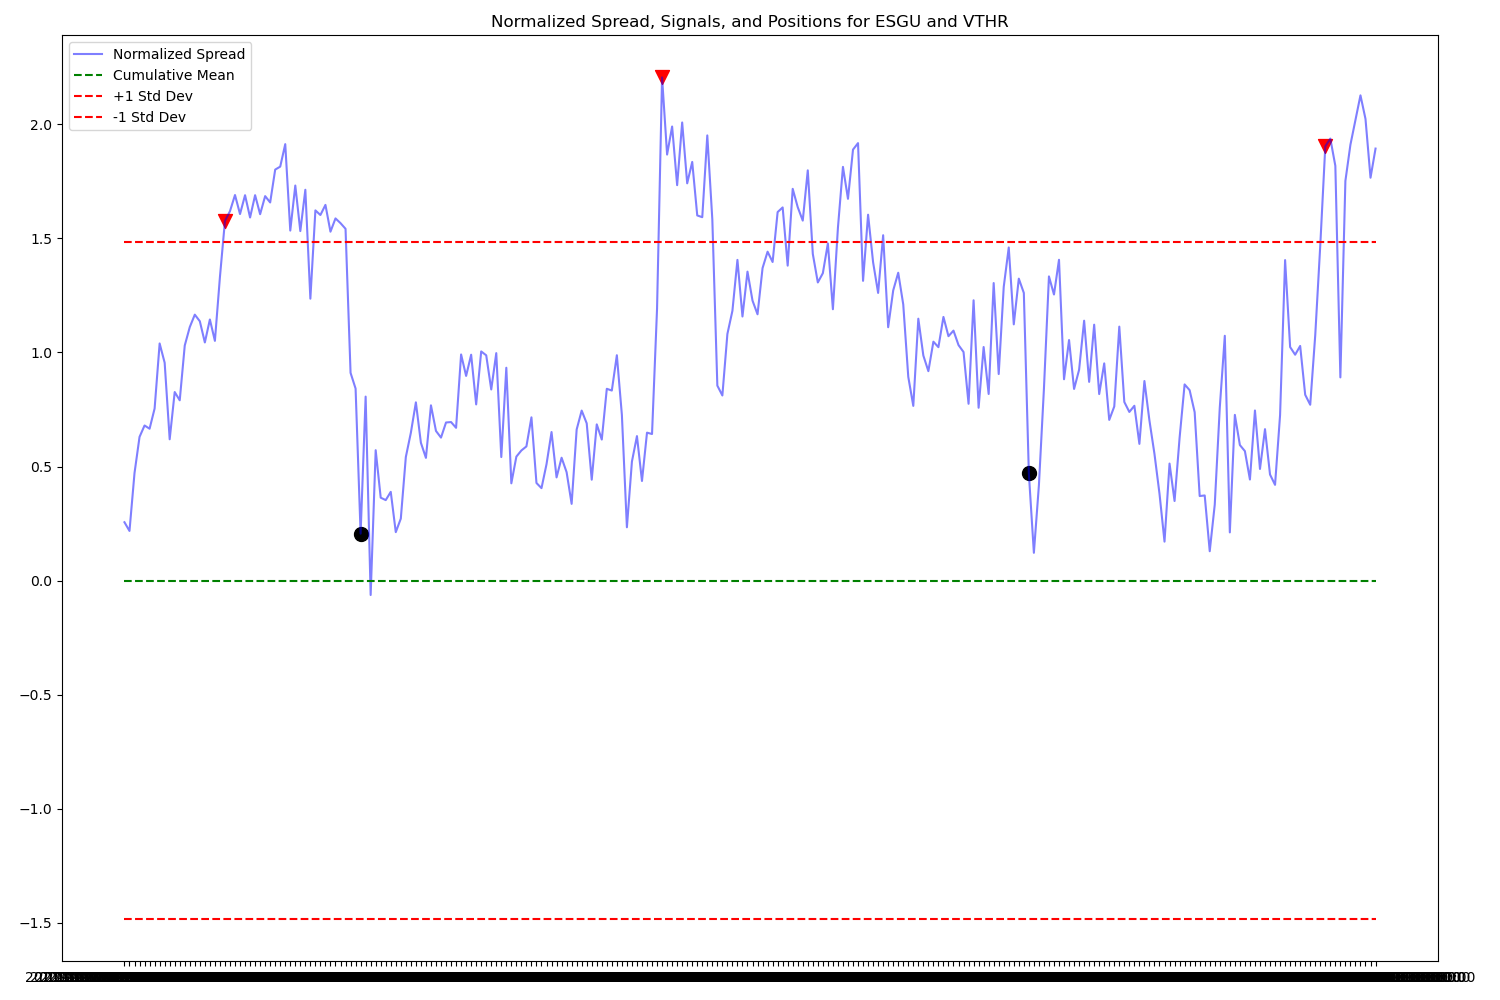 Normalized Spread, Signals, and Positions for ESGU and VTHR
Normalized Spread
Cumulative Mean
+1 Std Dev
-1 Std Dev
2.0
1.5
1.0
0.5
0.0
−0.5
−1.0
−1.5